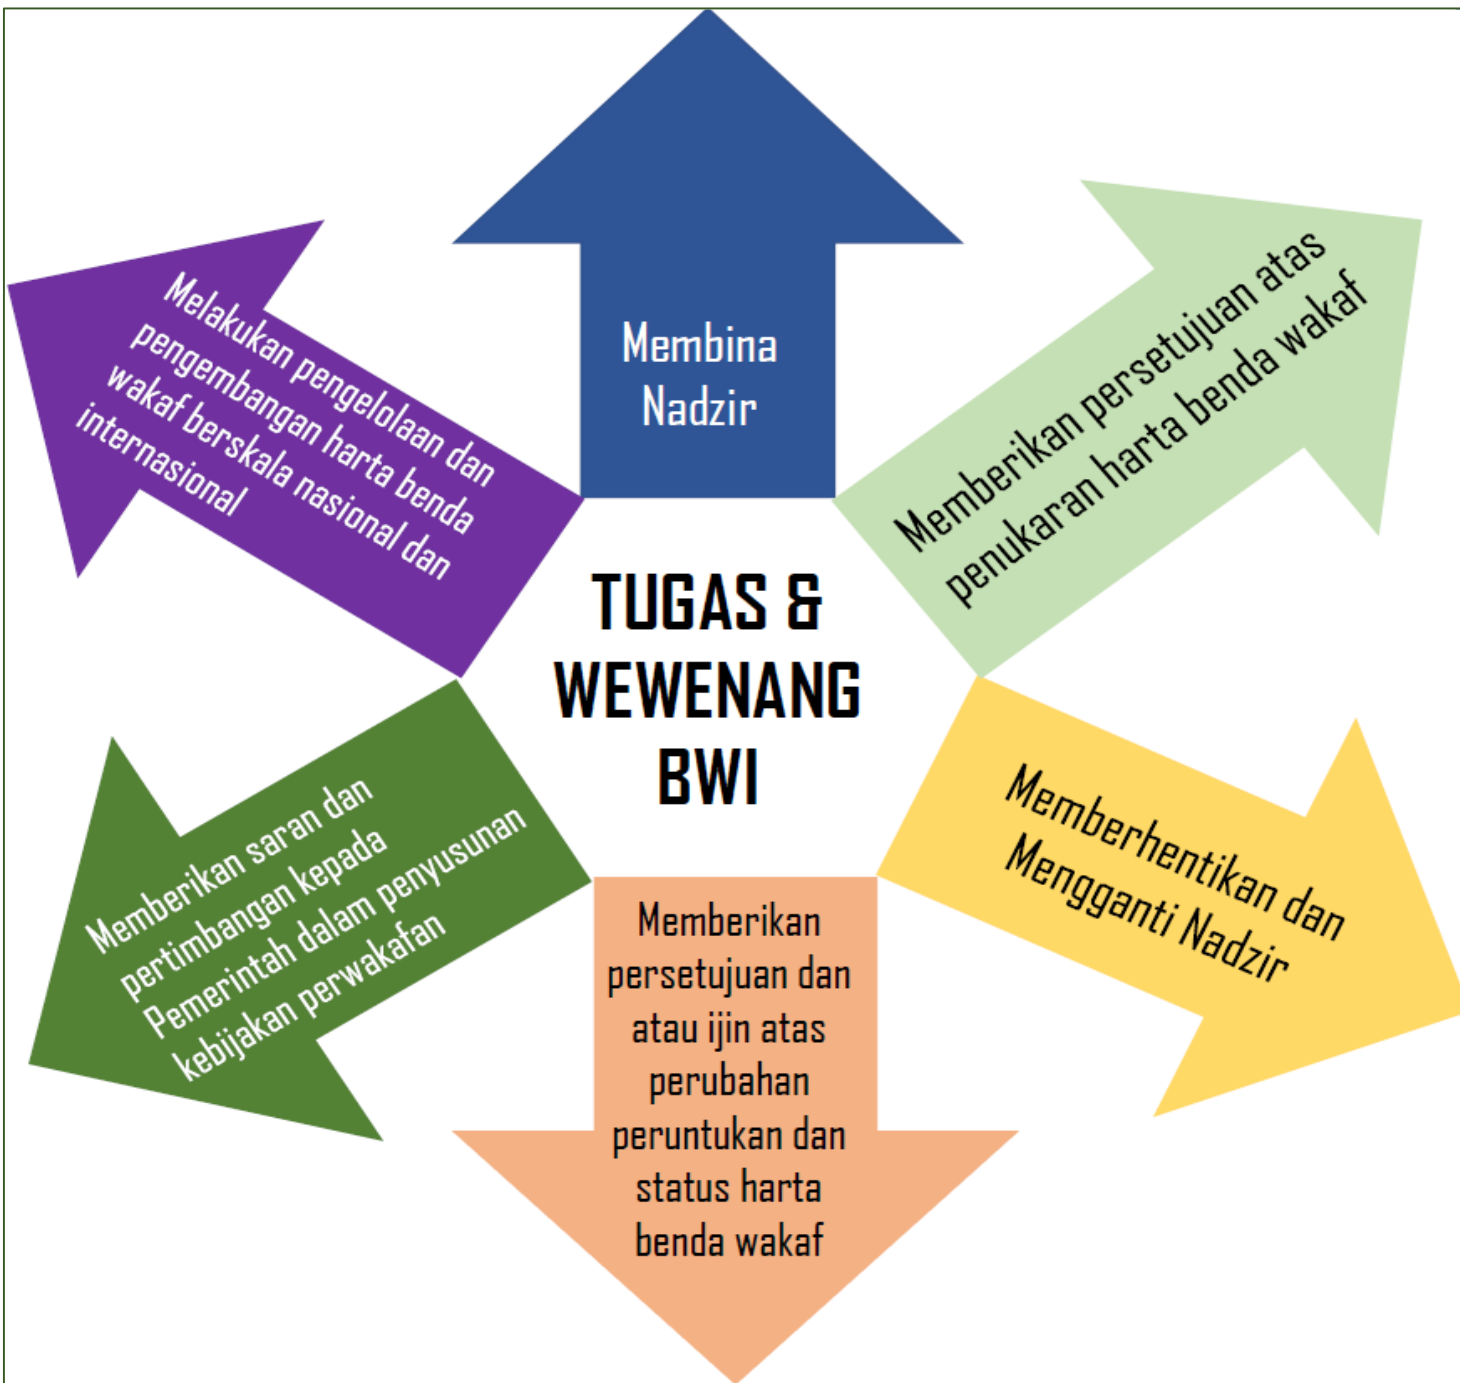 Membina
Nadzir
Memberikan persetujuan atas
penukaran harta benda wakaf
Memberhentikan dan
Mengganti Nadzir
Memberikan
persetujuan dan
atau ijin atas
perubahan
peruntukan dan
status harta
benda wakaf
Memberikan saran dan
pertimbangan kepada
Pemerintah dalam penyusunan
kebijakan perwakafan
Melakukan pengelolaan dan
pengembangan harta benda
wakaf berskala nasional dan
internasional
TUGAS &
WEWENANG
BWI